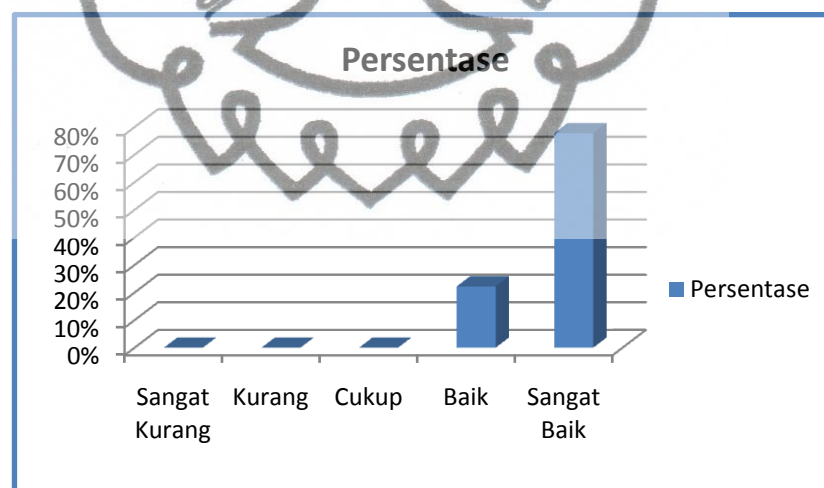 Persentase
80%
70%
60%
50%
40%
30%
20%
10%
0%
Sangat Kurang
Kurang
Cukup
Baik
Sangat Baik
Persentase